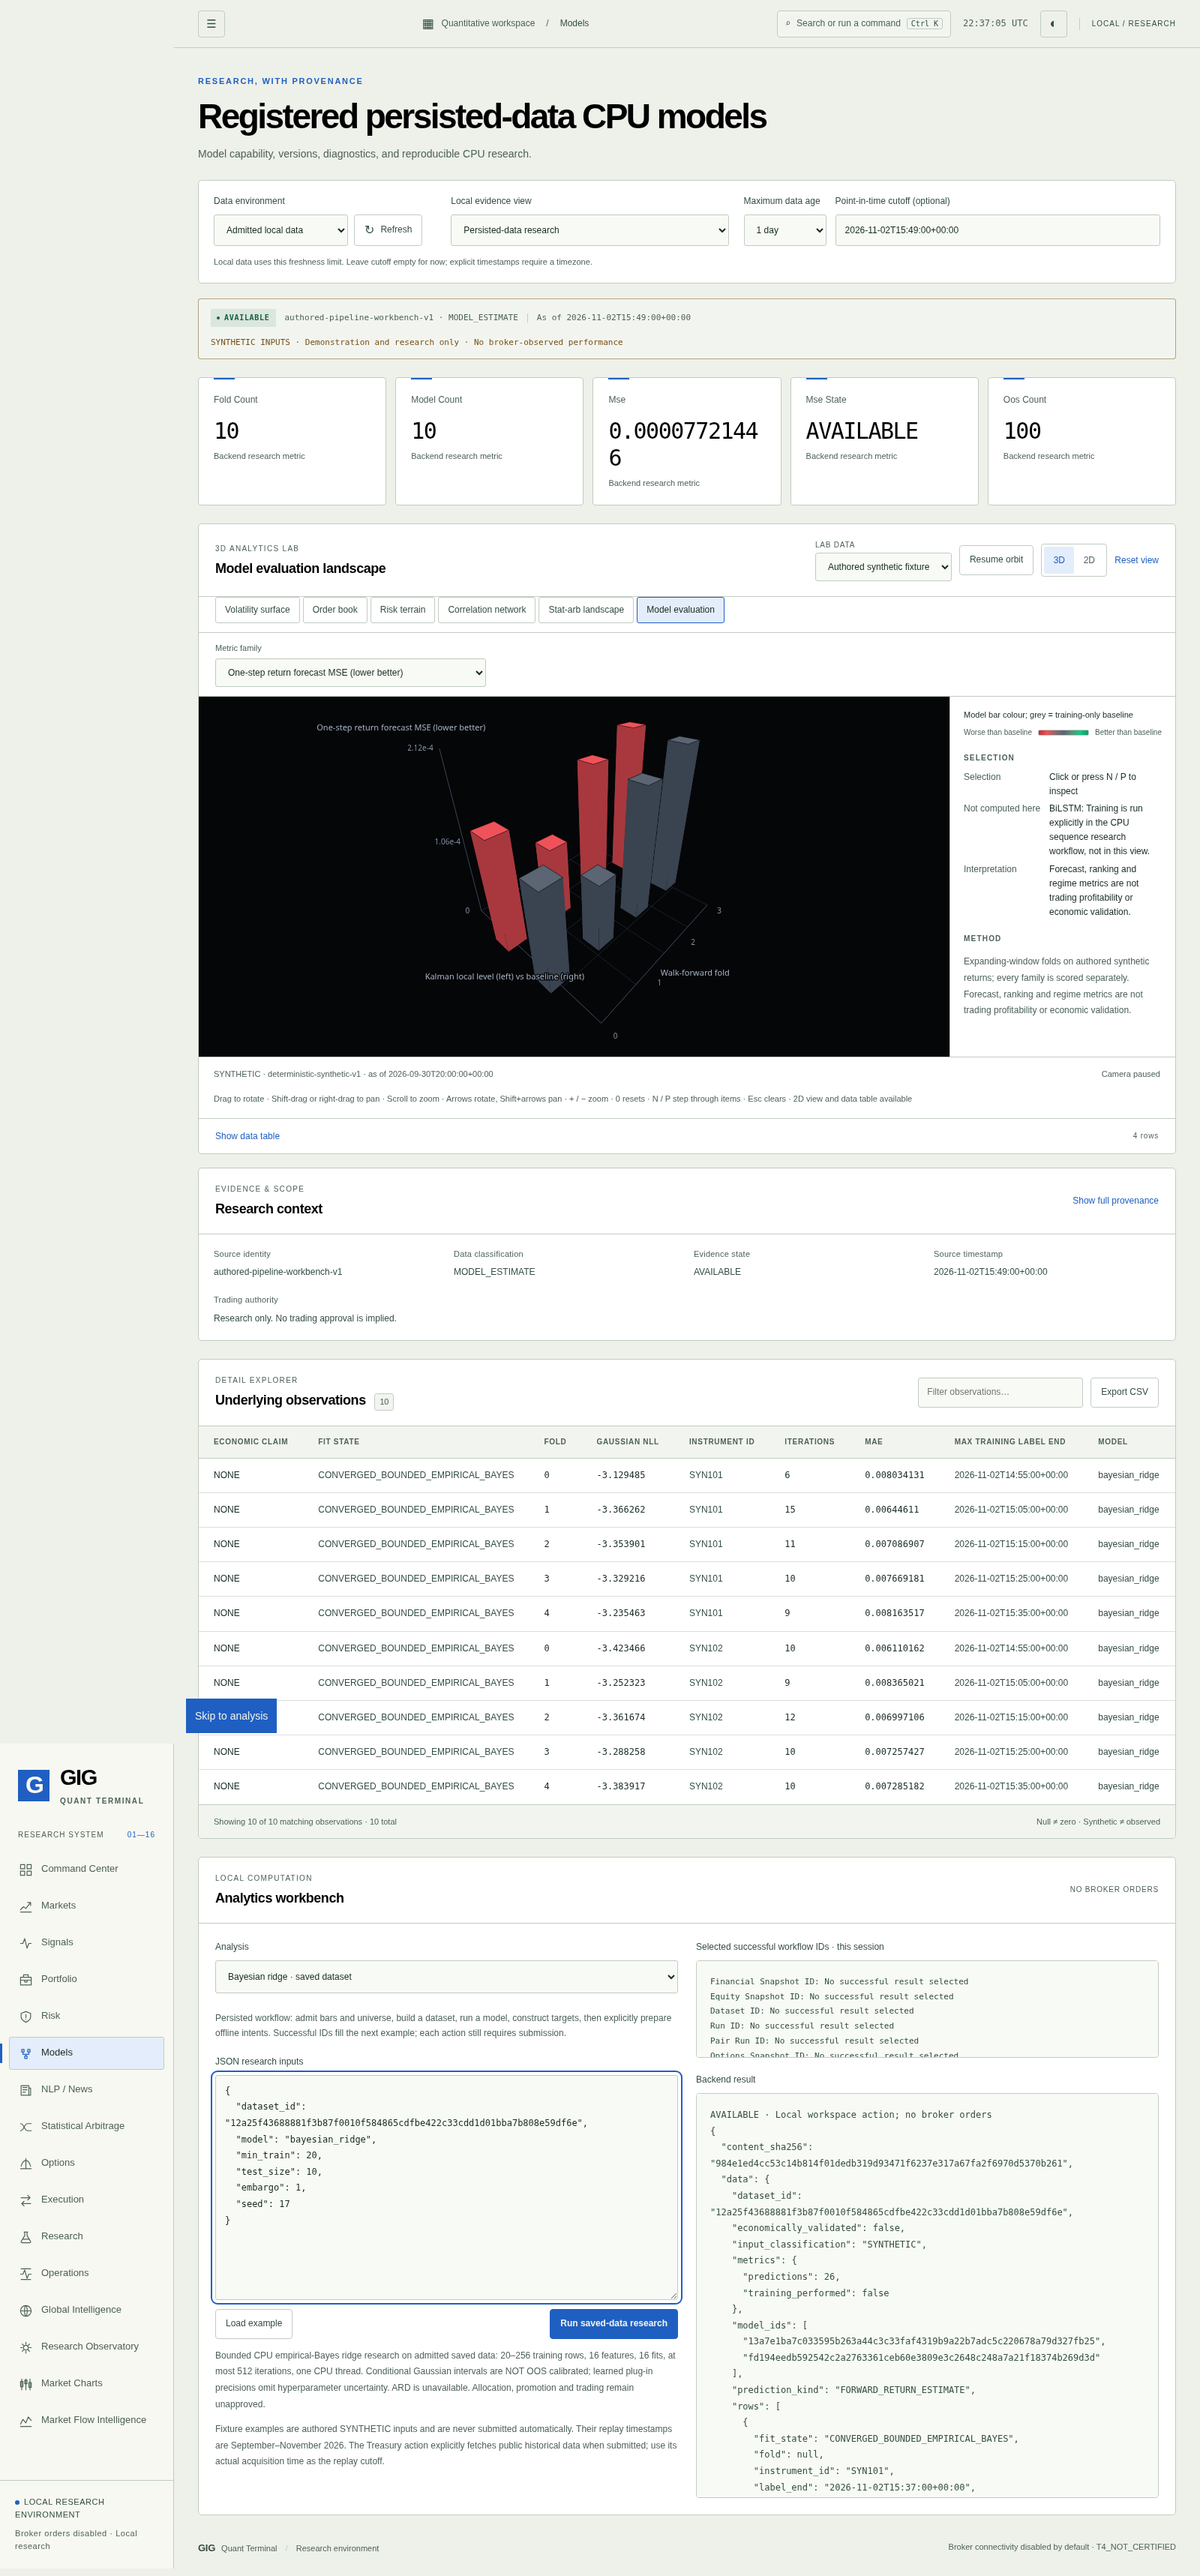 ☰
Quantitative workspace / Models
Search or run a command Ctrl K
22:37:05 UTC
LOCAL / RESEARCH
RESEARCH, WITH PROVENANCE
Registered persisted-data CPU models
Model capability, versions, diagnostics, and reproducible CPU research.
Data environment
Admitted local data
↻ Refresh
Local evidence view
Persisted-data research
Maximum data age
1 day
Point-in-time cutoff (optional)
2026-11-02T15:49:00+00:00
Local data uses this freshness limit. Leave cutoff empty for now; explicit timestamps require a timezone.
AVAILABLE authored-pipeline-workbench-v1 · MODEL_ESTIMATE | As of 2026-11-02T15:49:00+00:00
SYNTHETIC INPUTS · Demonstration and research only · No broker-observed performance
Fold Count
10
Backend research metric
Model Count
10
Backend research metric
Mse
0.0000772144
6
Backend research metric
Mse State
AVAILABLE
Backend research metric
Oos Count
100
Backend research metric
3D ANALYTICS LAB
Model evaluation landscape
LAB DATA
Authored synthetic fixture
Resume orbit
3D 2D
Reset view
Volatility surface
Order book
Risk terrain
Correlation network
Stat-arb landscape
Model evaluation
Metric family
One-step return forecast MSE (lower better)
One-step return forecast MSE (lower better)
2.12e-4
1.06e-4
0
3
2
1
0
Kalman local level (left) vs baseline (right)
Walk-forward fold
Model bar colour; grey = training-only baseline
Worse than baseline Better than baseline
SELECTION
Selection Click or press N / P to
inspect
Not computed here BiLSTM: Training is run
explicitly in the CPU
sequence research
workflow, not in this view.
Interpretation Forecast, ranking and
regime metrics are not
trading profitability or
economic validation.
METHOD
Expanding-window folds on authored synthetic
returns; every family is scored separately.
Forecast, ranking and regime metrics are not
trading profitability or economic validation.
SYNTHETIC · deterministic-synthetic-v1 · as of 2026-09-30T20:00:00+00:00
Camera paused
Drag to rotate · Shift-drag or right-drag to pan · Scroll to zoom · Arrows rotate, Shift+arrows pan · + / − zoom · 0 resets · N / P step through items · Esc clears · 2D view and data table available
Show data table
4 rows
EVIDENCE & SCOPE
Research context
Show full provenance
Source identity
authored-pipeline-workbench-v1
Data classification
MODEL_ESTIMATE
Evidence state
AVAILABLE
Source timestamp
2026-11-02T15:49:00+00:00
Trading authority
Research only. No trading approval is implied.
DETAIL EXPLORER
Underlying observations 10
Filter observations…
Export CSV
ECONOMIC CLAIM FIT STATE FOLD GAUSSIAN NLL INSTRUMENT ID ITERATIONS MAE MAX TRAINING LABEL END MODEL
NONE CONVERGED_BOUNDED_EMPIRICAL_BAYES 0 -3.129485 SYN101 6 0.008034131 2026-11-02T14:55:00+00:00 bayesian_ridge
NONE CONVERGED_BOUNDED_EMPIRICAL_BAYES 1 -3.366262 SYN101 15 0.00644611 2026-11-02T15:05:00+00:00 bayesian_ridge
NONE CONVERGED_BOUNDED_EMPIRICAL_BAYES 2 -3.353901 SYN101 11 0.007086907 2026-11-02T15:15:00+00:00 bayesian_ridge
NONE CONVERGED_BOUNDED_EMPIRICAL_BAYES 3 -3.329216 SYN101 10 0.007669181 2026-11-02T15:25:00+00:00 bayesian_ridge
NONE CONVERGED_BOUNDED_EMPIRICAL_BAYES 4 -3.235463 SYN101 9 0.008163517 2026-11-02T15:35:00+00:00 bayesian_ridge
NONE CONVERGED_BOUNDED_EMPIRICAL_BAYES 0 -3.423466 SYN102 10 0.006110162 2026-11-02T14:55:00+00:00 bayesian_ridge
NONE CONVERGED_BOUNDED_EMPIRICAL_BAYES 1 -3.252323 SYN102 9 0.008365021 2026-11-02T15:05:00+00:00 bayesian_ridge
CONVERGED_BOUNDED_EMPIRICAL_BAYES 2 -3.361674 SYN102 12 0.006997106 2026-11-02T15:15:00+00:00 bayesian_ridge
NONE CONVERGED_BOUNDED_EMPIRICAL_BAYES 3 -3.288258 SYN102 10 0.007257427 2026-11-02T15:25:00+00:00 bayesian_ridge
NONE CONVERGED_BOUNDED_EMPIRICAL_BAYES 4 -3.383917 SYN102 10 0.007285182 2026-11-02T15:35:00+00:00 bayesian_ridge
Showing 10 of 10 matching observations · 10 total
Null ≠ zero · Synthetic ≠ observed
Skip to analysis
G GIG
QUANT TERMINAL
RESEARCH SYSTEM 01—16
Command Center
Markets
Signals
Portfolio
Risk
Models
NLP / News
Statistical Arbitrage
Options
Execution
Research
Operations
Global Intelligence
Research Observatory
Market Charts
Market Flow Intelligence
LOCAL RESEARCH
ENVIRONMENT
Broker orders disabled · Local
research
LOCAL COMPUTATION
Analytics workbench
NO BROKER ORDERS
Analysis
Bayesian ridge · saved dataset
Persisted workflow: admit bars and universe, build a dataset, run a model, construct targets, then explicitly prepare
offline intents. Successful IDs fill the next example; each action still requires submission.
JSON research inputs
{
"dataset_id":
"12a25f43688881f3b87f0010f584865cdfbe422c33cdd1d01bba7b808e59df6e",
"model": "bayesian_ridge",
"min_train": 20,
"test_size": 10,
"embargo": 1,
"seed": 17
}
Load example
Run saved-data research
Bounded CPU empirical-Bayes ridge research on admitted saved data: 20–256 training rows, 16 features, 16 fits, at
most 512 iterations, one CPU thread. Conditional Gaussian intervals are NOT OOS calibrated; learned plug-in
precisions omit hyperparameter uncertainty. ARD is unavailable. Allocation, promotion and trading remain
unapproved.
Fixture examples are authored SYNTHETIC inputs and are never submitted automatically. Their replay timestamps
are September–November 2026. The Treasury action explicitly fetches public historical data when submitted; use its
actual acquisition time as the replay cutoff.
Selected successful workflow IDs · this session
Financial Snapshot ID: No successful result selected
Equity Snapshot ID: No successful result selected
Dataset ID: No successful result selected
Run ID: No successful result selected
Pair Run ID: No successful result selected
Options Snapshot ID: No successful result selected
Backend result
AVAILABLE · Local workspace action; no broker orders
{
"content_sha256":
"984e1ed4cc53c14b814f01dedb319d93471f6237e317a67fa2f6970d5370b261",
"data": {
"dataset_id":
"12a25f43688881f3b87f0010f584865cdfbe422c33cdd1d01bba7b808e59df6e",
"economically_validated": false,
"input_classification": "SYNTHETIC",
"metrics": {
"predictions": 26,
"training_performed": false
},
"model_ids": [
"13a7e1ba7c033595b263a44c3c33faf4319b9a22b7adc5c220678a79d327fb25",
"fd194eedb592542c2a2763361ceb60e3809e3c2648c248a7a21f18374b269d3d"
],
"prediction_kind": "FORWARD_RETURN_ESTIMATE",
"rows": [
{
"fit_state": "CONVERGED_BOUNDED_EMPIRICAL_BAYES",
"fold": null,
"instrument_id": "SYN101",
"label_end": "2026-11-02T15:37:00+00:00",
GIG Quant Terminal / Research environment
Broker connectivity disabled by default · T4_NOT_CERTIFIED